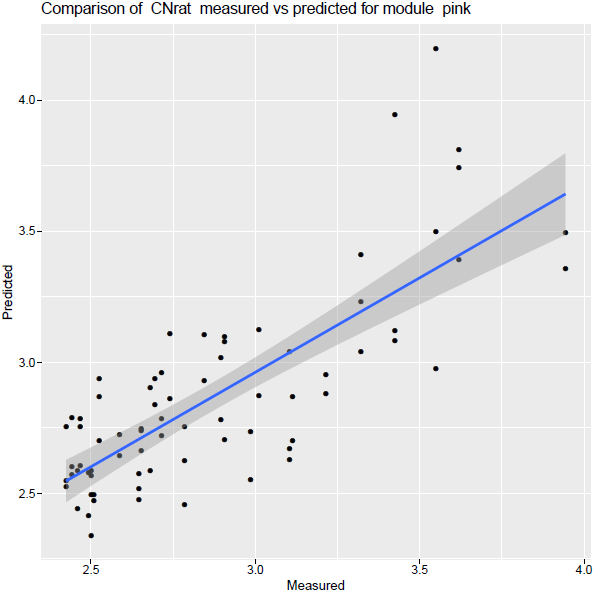 Comparison of  CNrat  measured vs predicted for module  pink
4.0
3.5
3.0
2.5
Predicted
2.5 3.0 3.5 4.0
Measured